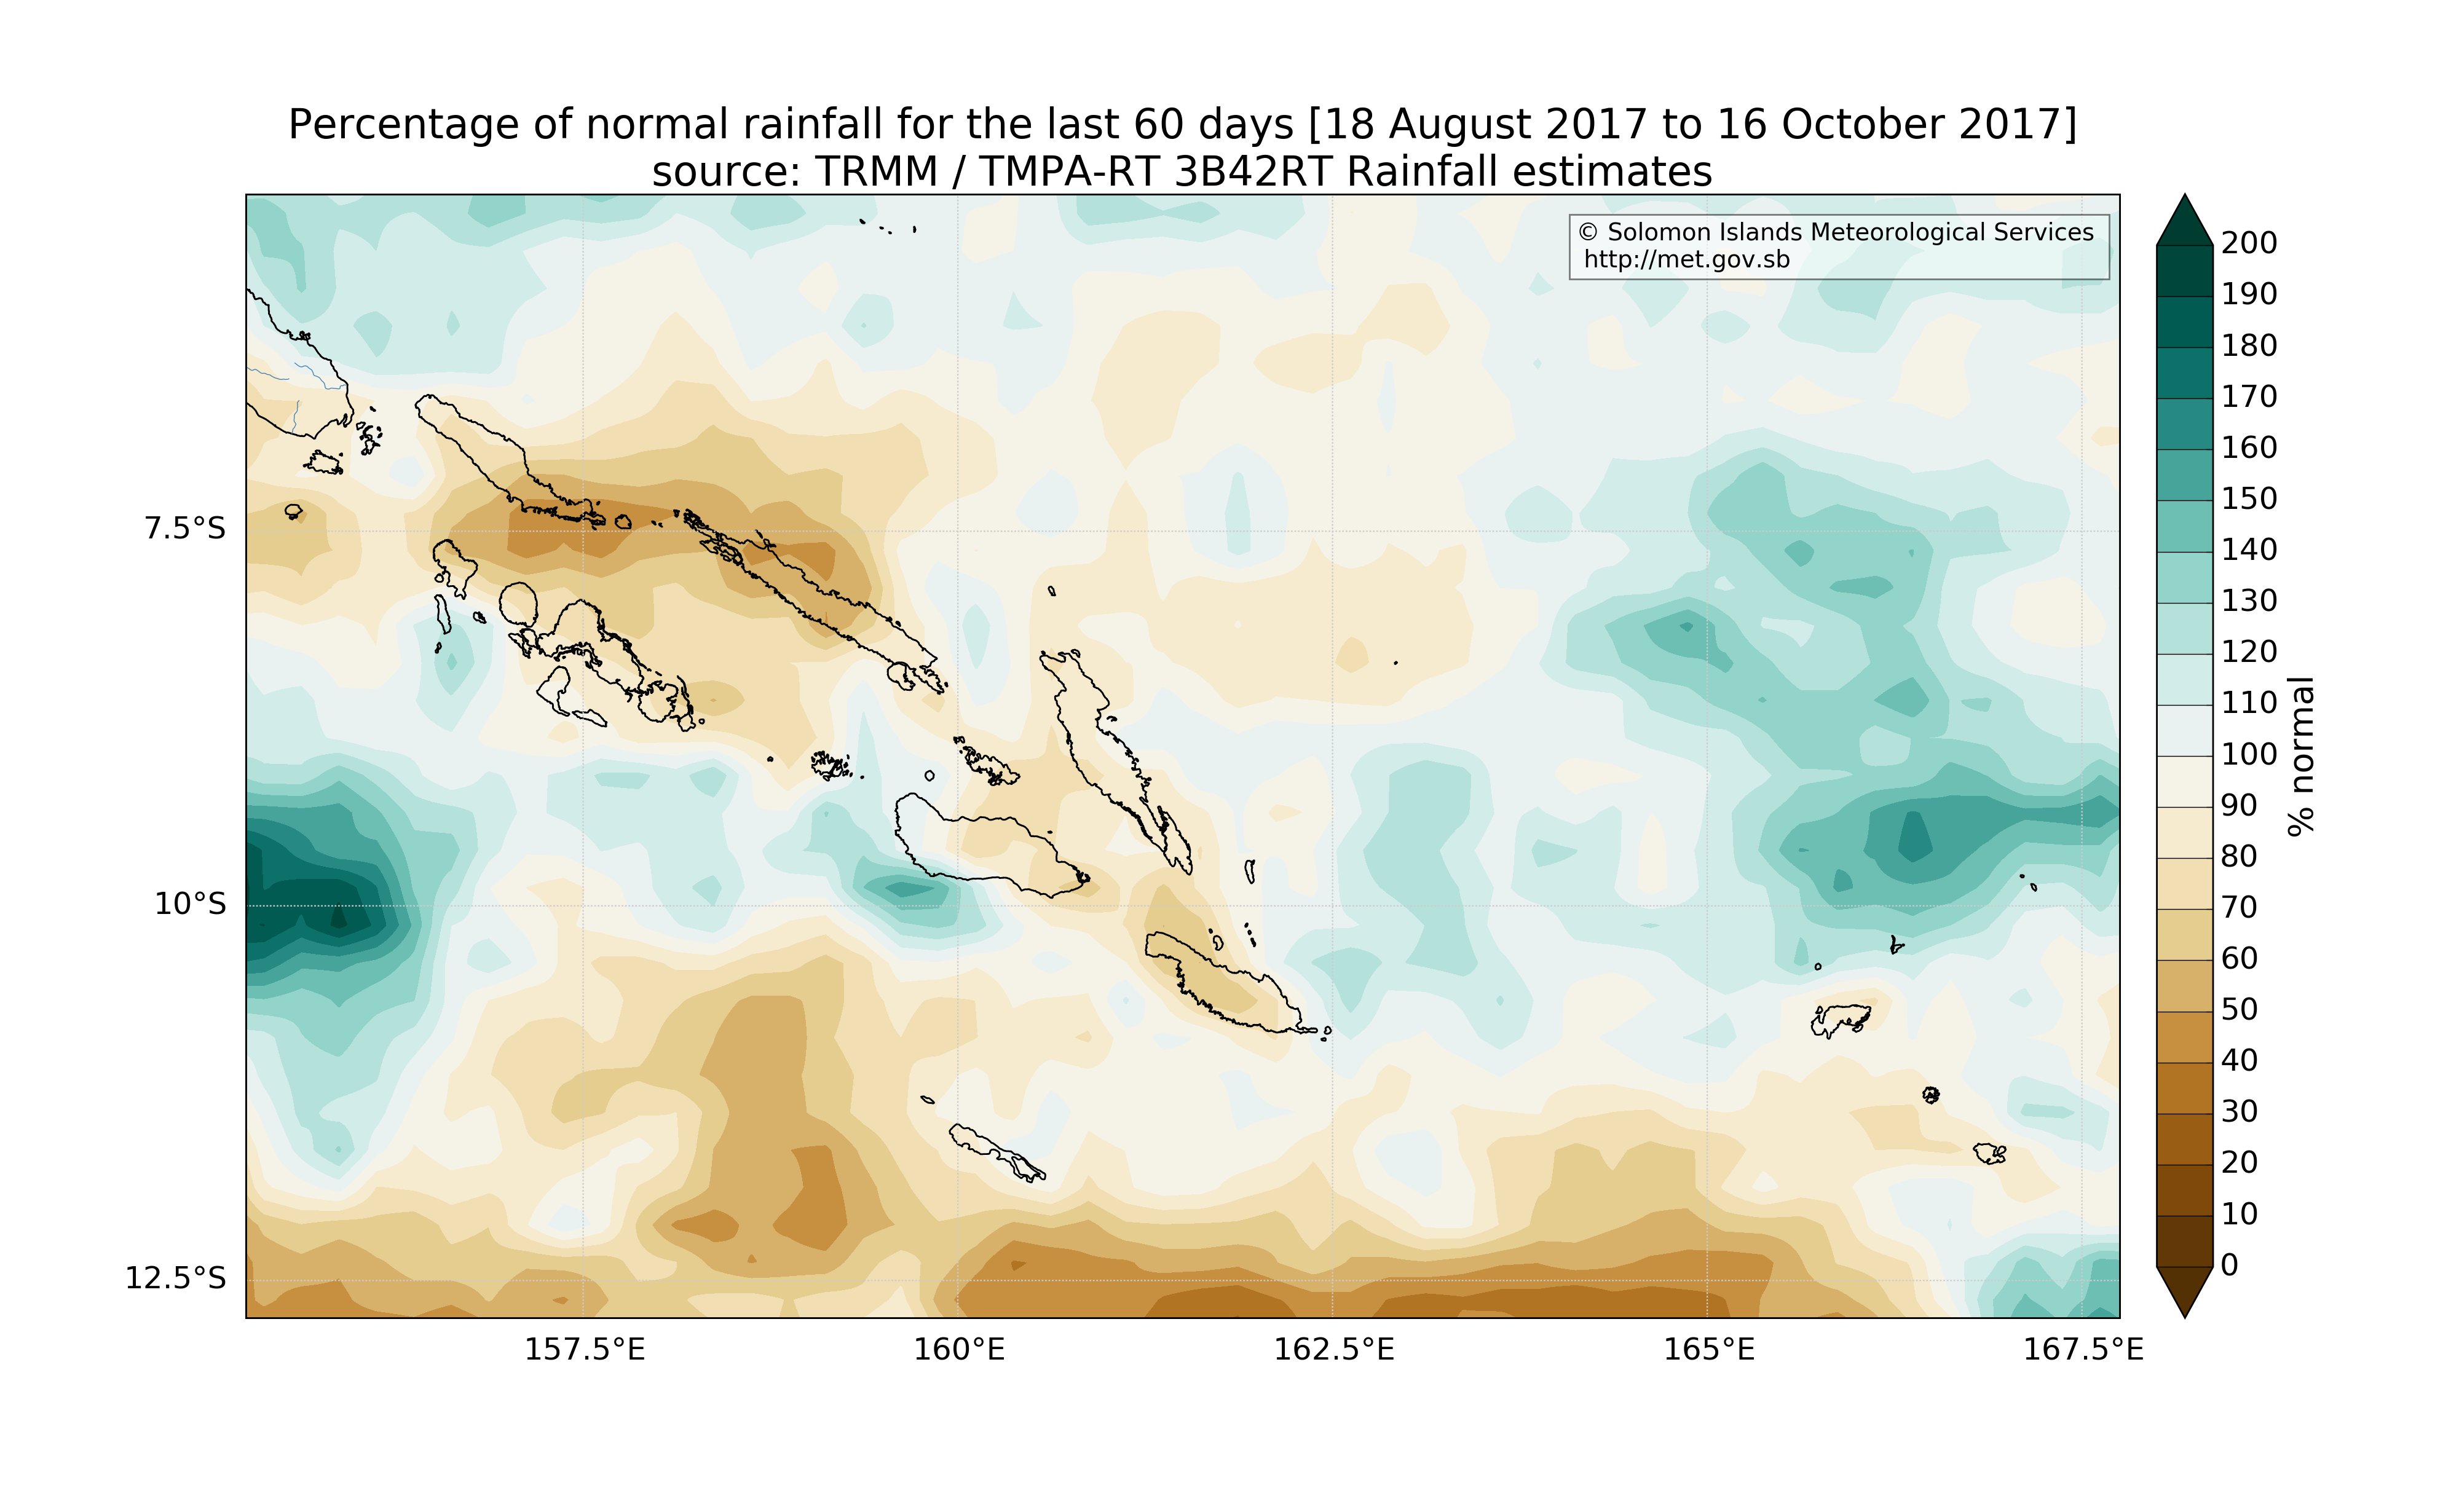 Percentage of normal rainfall for the last 60 days [18 August 2017 to 16 October 2017]
source: TRMM / TMPA-RT 3B42RT Rainfall estimates
© Solomon Islands Meteorological Services
http://met.gov.sb
200
190
180
170
160
150
140
130
120
110
100
90
80
70
60
50
40
30
20
10
0
% normal
7.5°S
10°S
12.5°S
157.5°E
160°E
162.5°E
165°E
167.5°E